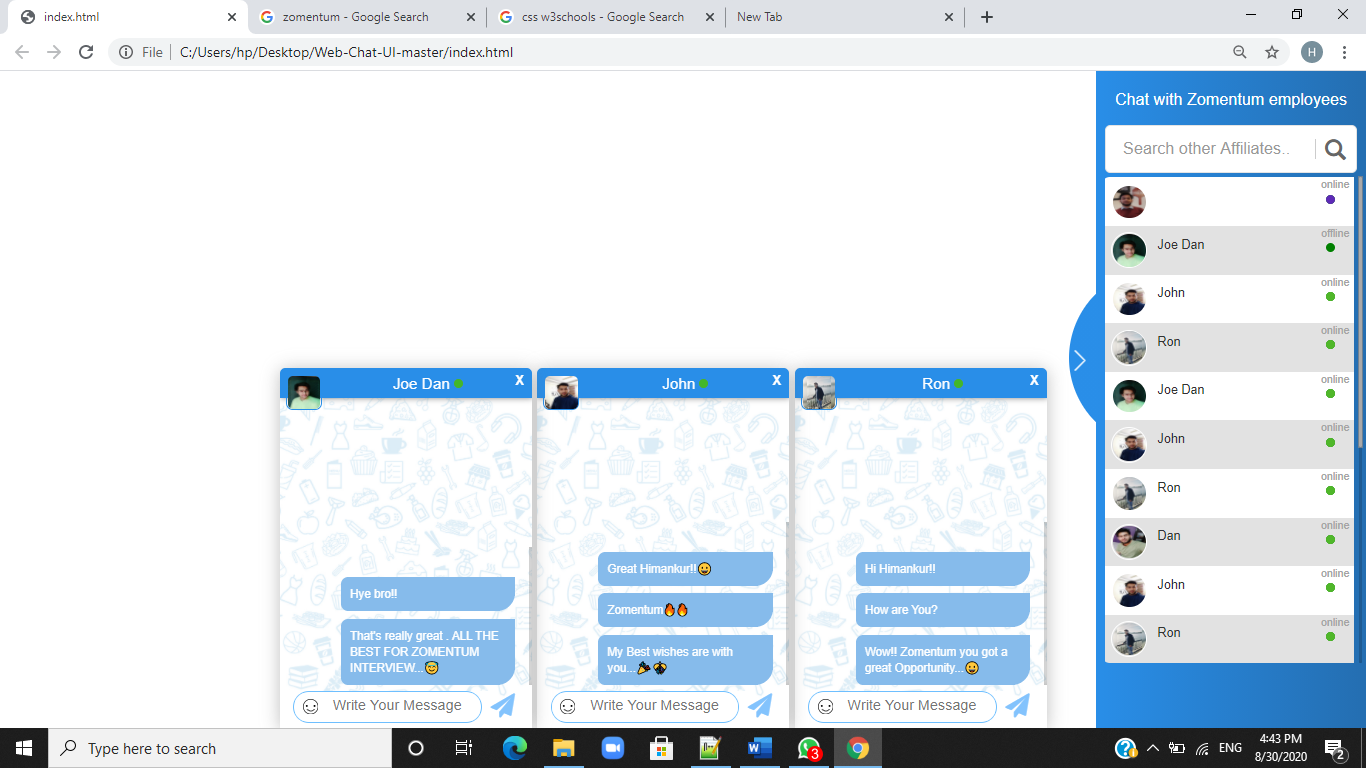 index.html
zomentum - Google Search
css w3schools - Google Search
New Tab
File
C:/Users/hp/Desktop/Web-Chat-UI-master/index.html
H
Chat with Zomentum employees
Search other Affiliates..
online
offline
Joe Dan
online
John
online
Ron
online
Joe Dan
online
John
online
Ron
online
Dan
online
John
online
Ron
Joe Dan
X
Hye bro!!
That's really great . ALL THE
BEST FOR ZOMENTUM
INTERVIEW...😇
Write Your Message
John
X
Great Himankur!!😀
Zomentum🔥🔥
My Best wishes are with
you...
Write Your Message
Ron
X
Hi Himankur!!
How are You?
Wow!! Zomentum you got a
great Opportunity...😀
Write Your Message
Type here to search
3
ENG
4:43 PM
8/30/2020
2